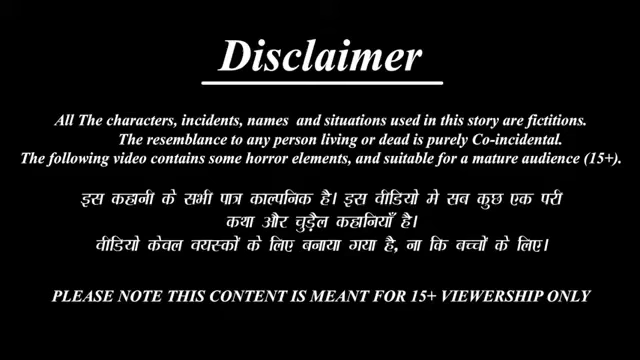 Disclaimer
All The characters, incidents, names and situations used in this story are fictitions.
The resemblance to any person living or dead is purely Co-incidental.
The following video contains some horror elements, and suitable for a mature audience (15+).
इस कहानी के सभी पात्र काल्पनिक है। इस वीडियो मे सब कुछ एक परी
कथा और चुड़ैल कहानियाँ है।
वीडियो केवल वयस्कों के लिए बनाया गया है, ना कि बच्चों के लिए।
PLEASE NOTE THIS CONTENT IS MEANT FOR 15+ VIEWERSHIP ONLY